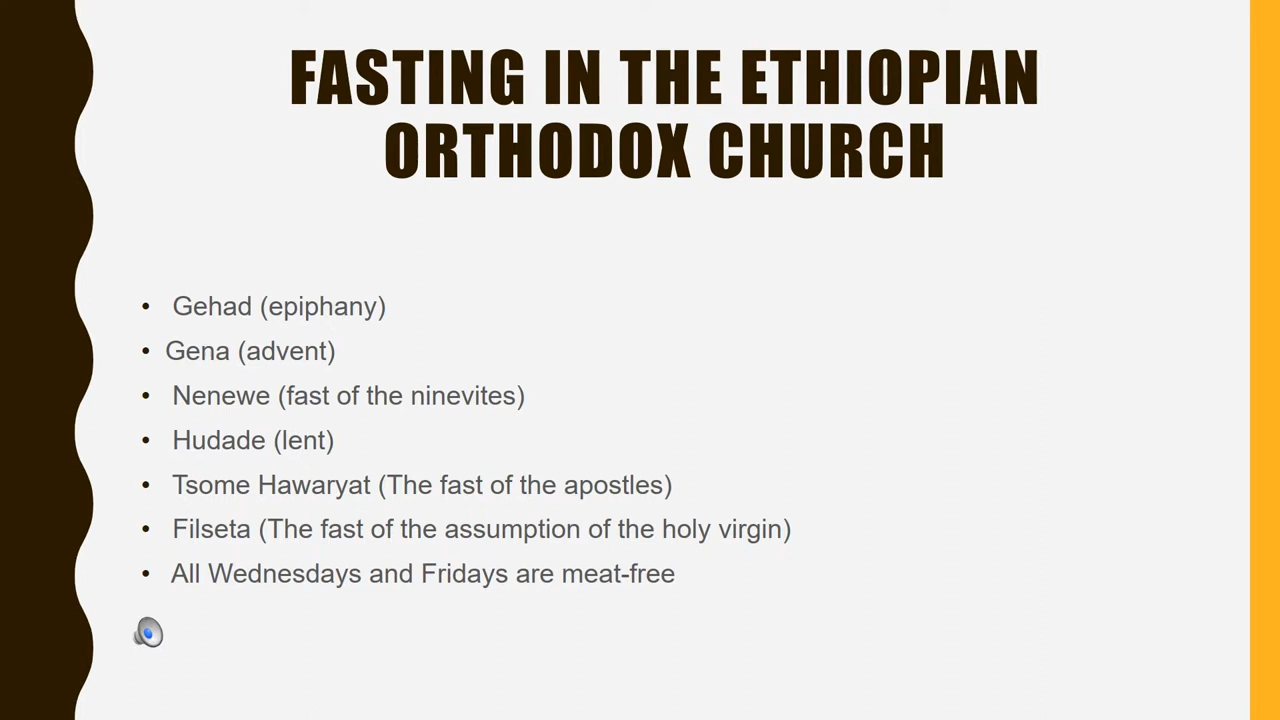 FASTING IN THE ETHIOPIAN
ORTHODOX CHURCH
• Gehad (epiphany)
• Gena (advent)
• Nenewe (fast of the ninevites)
• Hudade (lent)
• Tsome Hawaryat (The fast of the apostles)
• Filseta (The fast of the assumption of the holy virgin)
• All Wednesdays and Fridays are meat-free